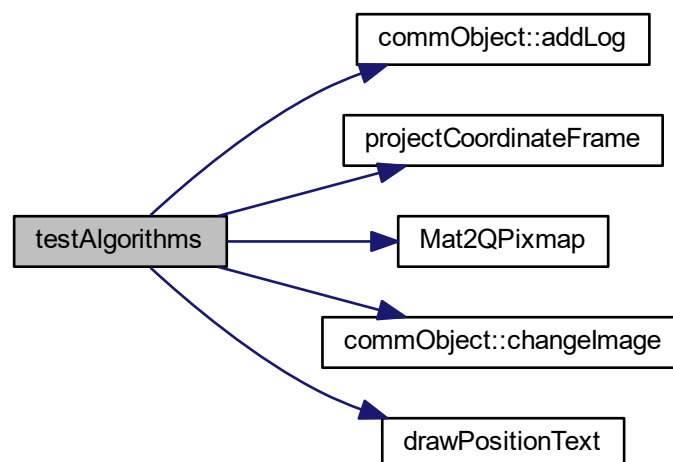 commObject::addLog
projectCoordinateFrame
testAlgorithms
Mat2QPixmap
commObject::changeImage
drawPositionText